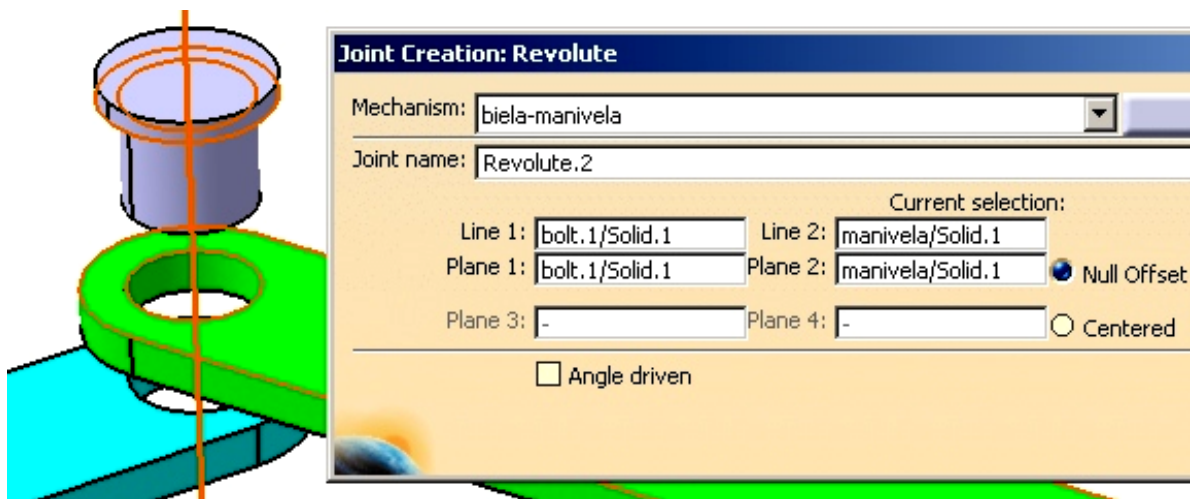 Joint Creation: Revolute
Mechanism: biela-manivela
Joint name: Revolute.2
Current selection:
Line 1: bolt.1/Solid.1 Line 2: manivela/Solid.1
Plane 1: bolt.1/Solid.1 Plane 2: manivela/Solid.1 Null Offset
Plane 3: - Plane 4: - Centered
Angle driven